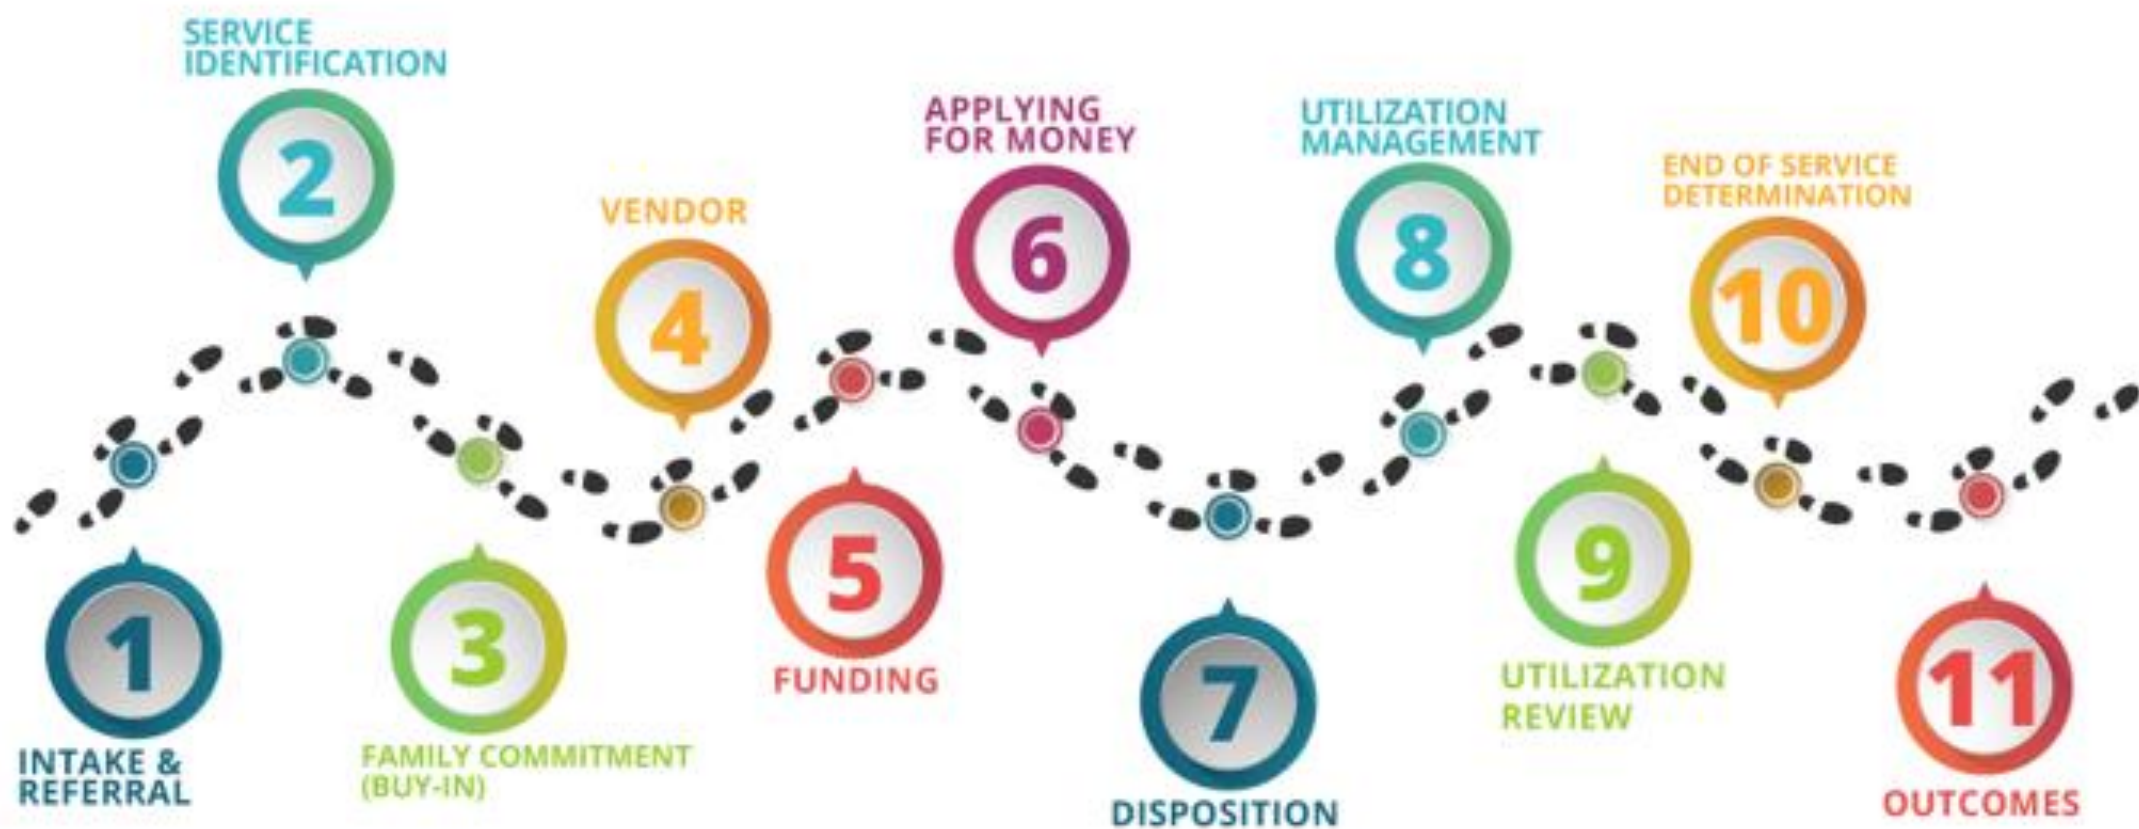 1
INTAKE &
REFERRAL
SERVICE
IDENTIFICATION
2
3
FAMILY COMMITMENT
(BUY-IN)
VENDOR
4
5
FUNDING
APPLYING
FOR MONEY
6
7
DISPOSITION
UTILIZATION
MANAGEMENT
8
9
UTILIZATION
REVIEW
END OF SERVICE
DETERMINATION
10
11
OUTCOMES